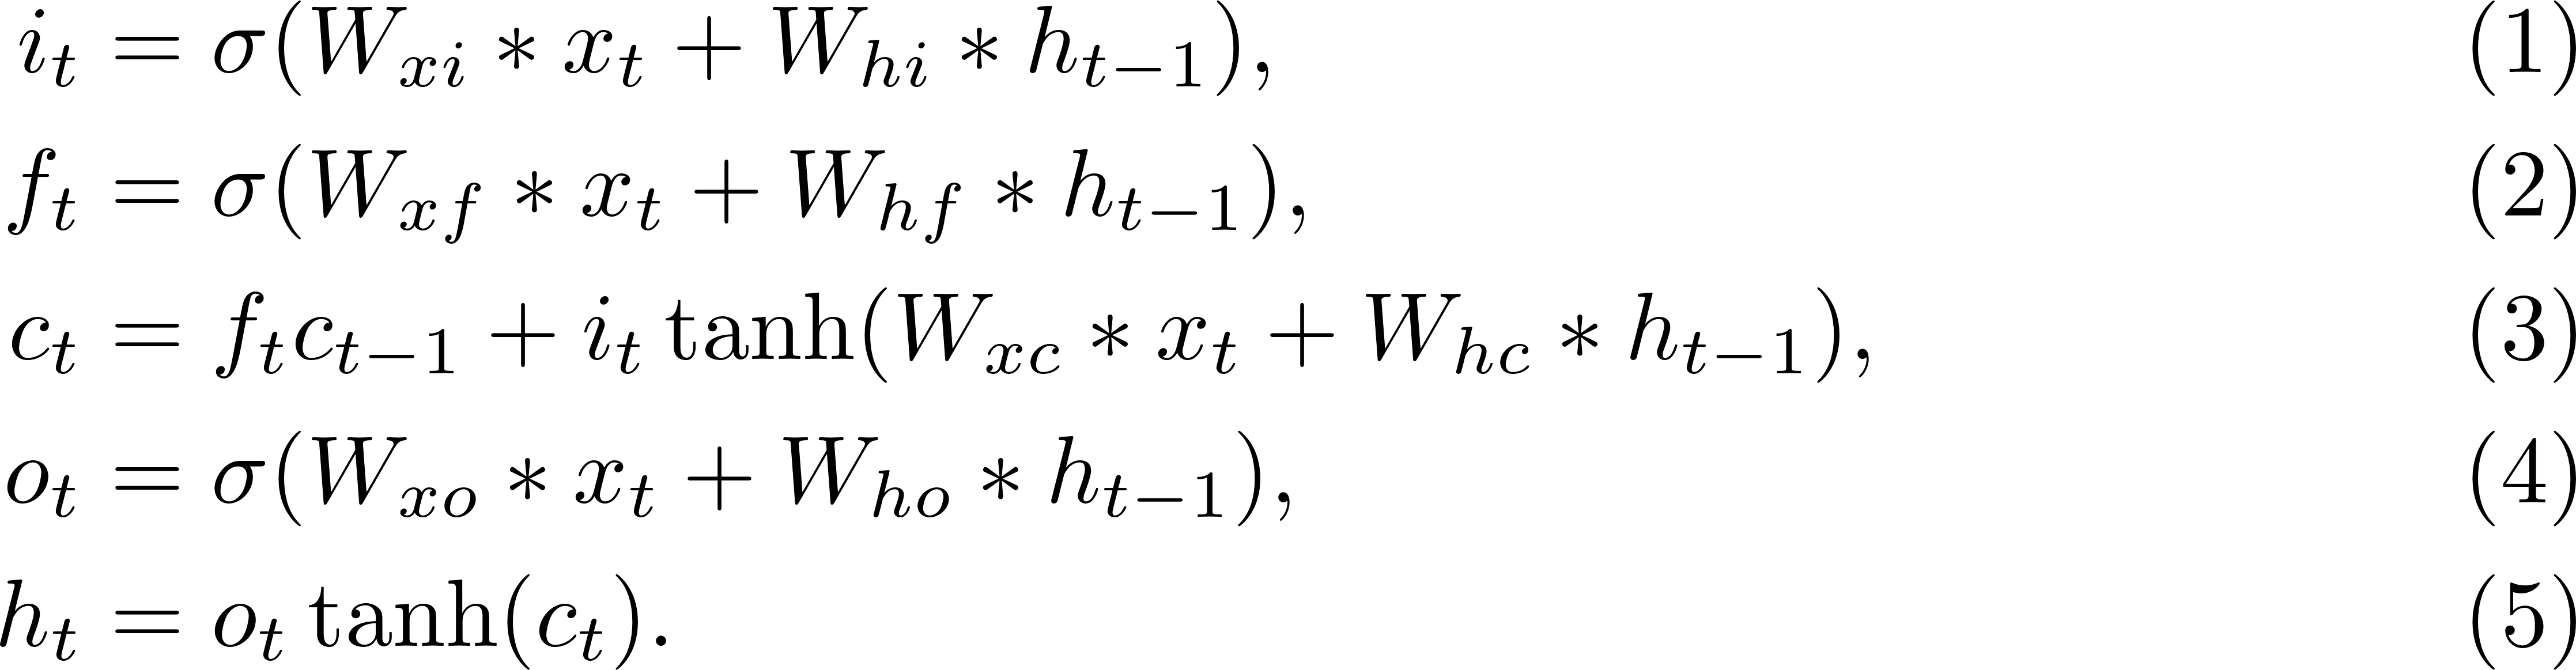 i_t = σ(W_{xi} * x_t + W_{hi} * h_{t−1}), (1)
f_t = σ(W_{xf} * x_t + W_{hf} * h_{t−1}), (2)
c_t = f_t c_{t−1} + i_t tanh(W_{xc} * x_t + W_{hc} * h_{t−1}), (3)
o_t = σ(W_{xo} * x_t + W_{ho} * h_{t−1}), (4)
h_t = o_t tanh(c_t). (5)